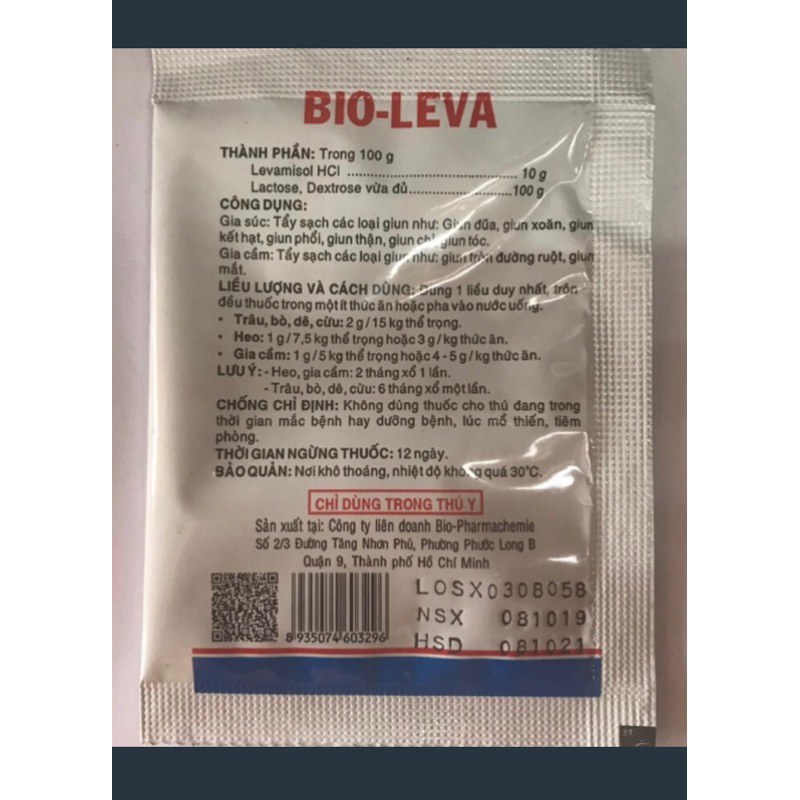 BIO-LEVA
THÀNH PHẦN: Trong 100 g
Levamisol HCl ............................................ 10 g
Lactose, Dextrose vừa đủ.......................... 100 g
CÔNG DỤNG:
Gia súc: Tẩy sạch các loại giun như: Giun đũa, giun xoăn, giun
kết hạt, giun phổi, giun thận, giun chỉ, giun tóc.
Gia cầm: Tẩy sạch các loại giun như: giun tròn đường ruột, giun
mắt.
LIỀU LƯỢNG VÀ CÁCH DÙNG: Dùng 1 liều duy nhất, trộn
đều thuốc trong một ít thức ăn hoặc pha vào nước uống.
• Trâu, bò, dê, cừu: 2 g / 15 kg thể trọng.
• Heo: 1 g / 7,5 kg thể trọng hoặc 3 g / kg thức ăn.
• Gia cầm: 1 g / 5 kg thể trọng hoặc 4 - 5 g / kg thức ăn.
LƯU Ý: - Heo, gia cầm: 2 tháng xổ 1 lần.
- Trâu, bò, dê, cừu: 6 tháng xổ một lần.
CHỐNG CHỈ ĐỊNH: Không dùng thuốc cho thú đang trong
thời gian mắc bệnh hay dưỡng bệnh, lúc mổ thiến, tiêm
phòng.
THỜI GIAN NGỪNG THUỐC: 12 ngày.
BẢO QUẢN: Nơi khô thoáng, nhiệt độ không quá 30°C.
CHỈ DÙNG TRONG THÚ Y
Sản xuất tại: Công ty liên doanh Bio-Pharmachemie
Số 2/3 Đường Tăng Nhơn Phú, Phường Phước Long B
Quận 9, Thành phố Hồ Chí Minh
LOSX0308058
NSX 081019
HSD 081021
8 935074 603296